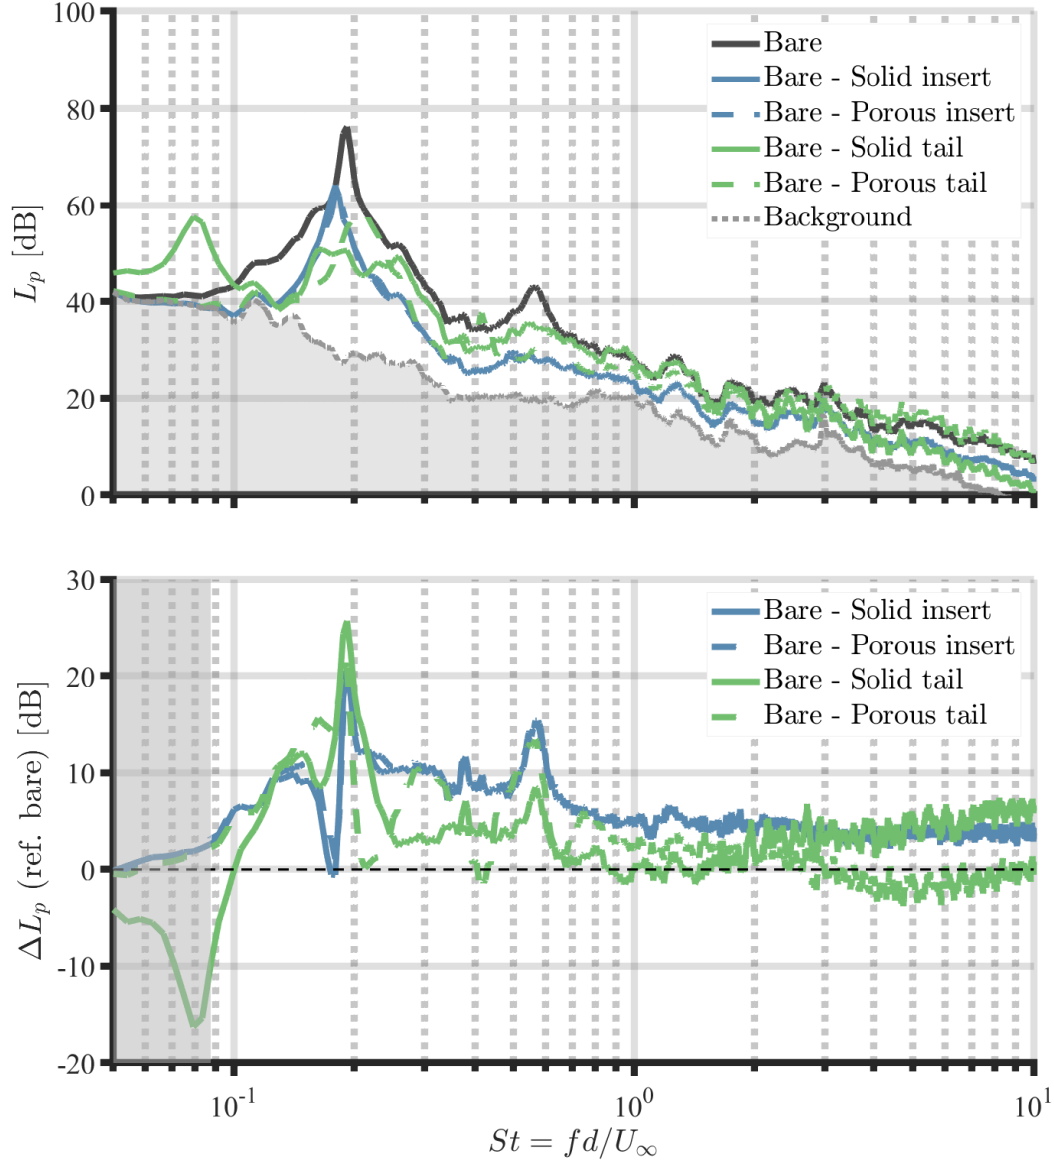 100
80
60
40
20
0
L_p [dB]
Bare
Bare - Solid insert
Bare - Porous insert
Bare - Solid tail
Bare - Porous tail
Background
30
20
10
0
-10
-20
ΔL_p (ref. bare) [dB]
Bare - Solid insert
Bare - Porous insert
Bare - Solid tail
Bare - Porous tail
10^-1
10^0
10^1
St = fd/U_∞